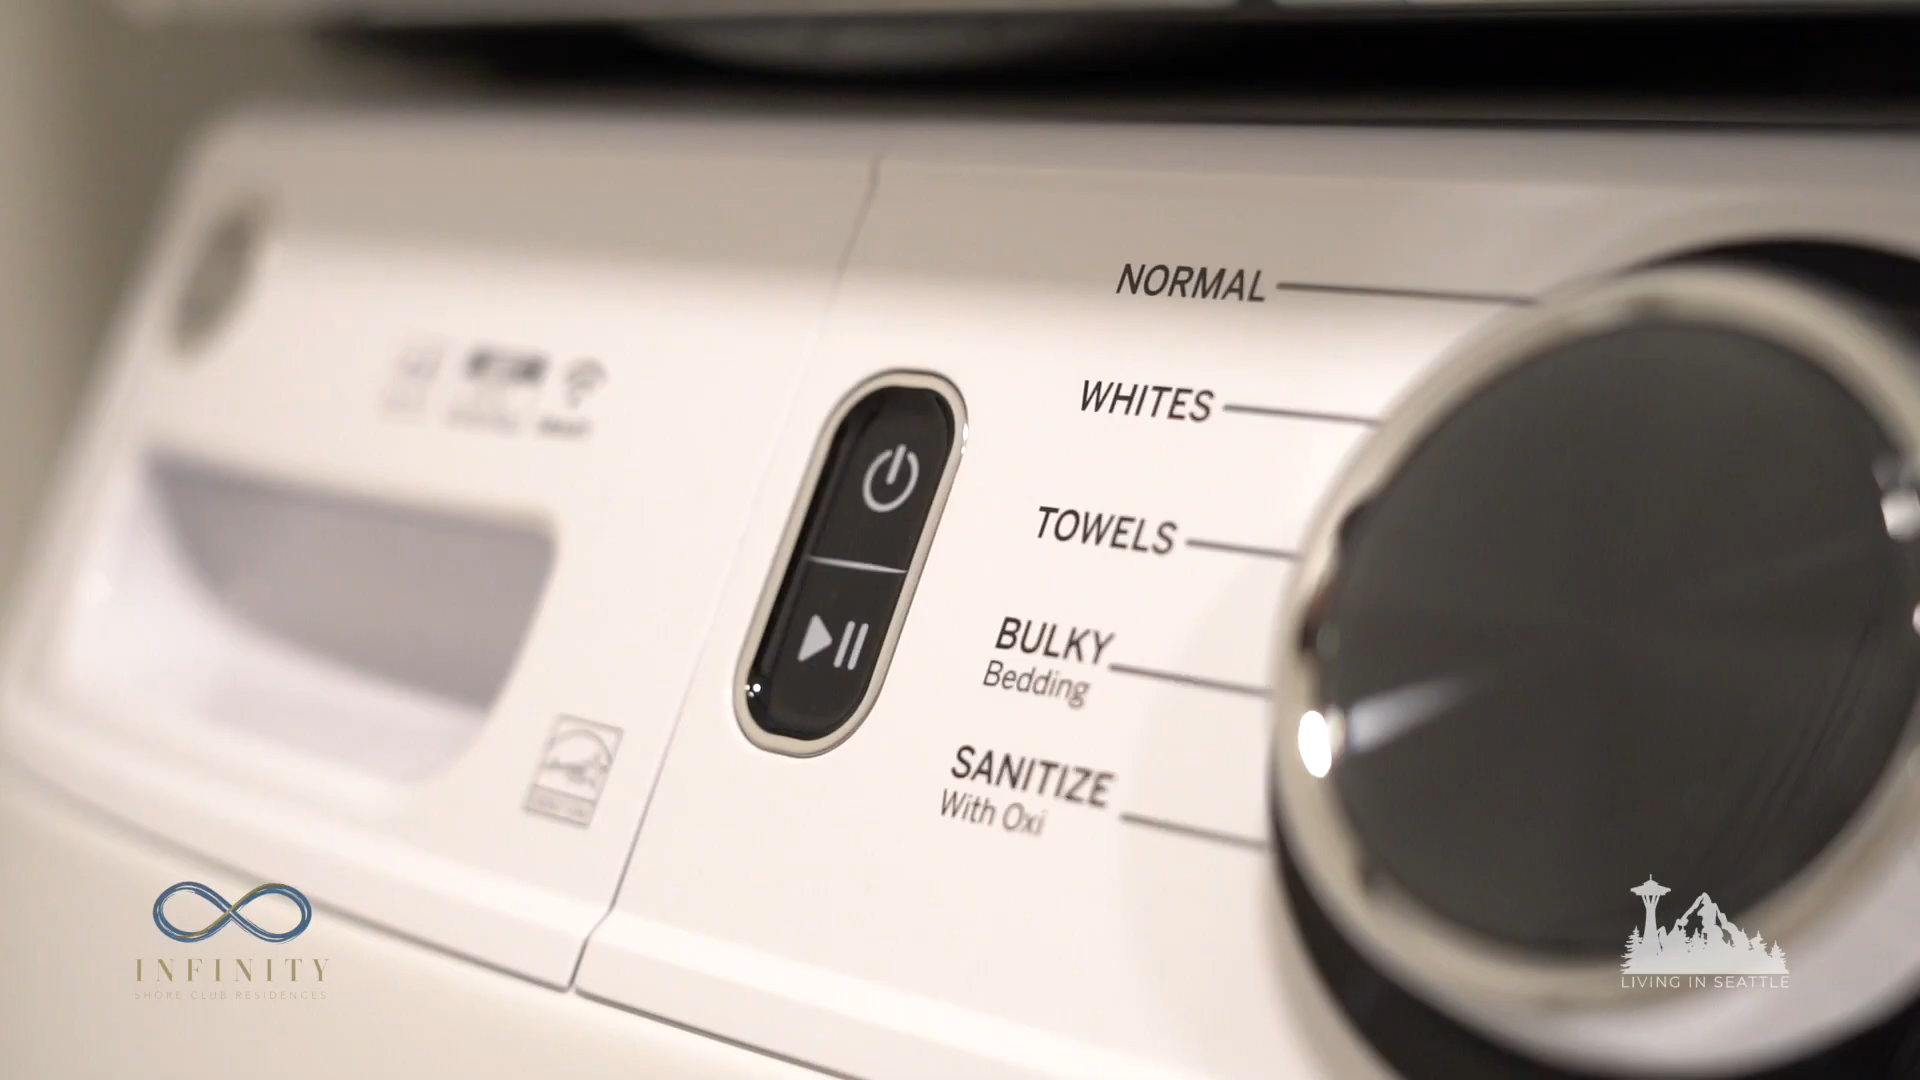 NORMAL
WHITES
TOWELS
BULKY
Bedding
SANITIZE
With Oxi
INFINITY
SHORE CLUB RESIDENCES
LIVING IN SEATTLE